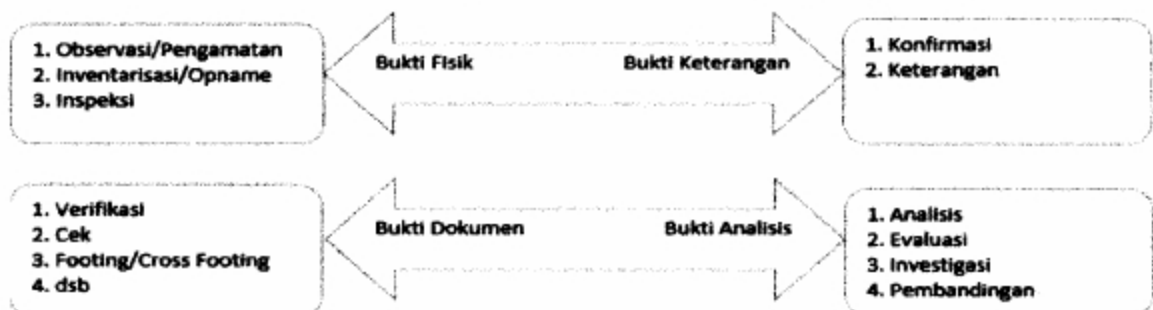 1. Observasi/Pengamatan
2. Inventarisasi/Opname
3. Inspeksi
Bukti Fisik
Bukti Keterangan
1. Konfirmasi
2. Keterangan
1. Verifikasi
2. Cek
3. Footing/Cross Footing
4. dsb
Bukti Dokumen
Bukti Analisis
1. Analisis
2. Evaluasi
3. Investigasi
4. Pembandingan